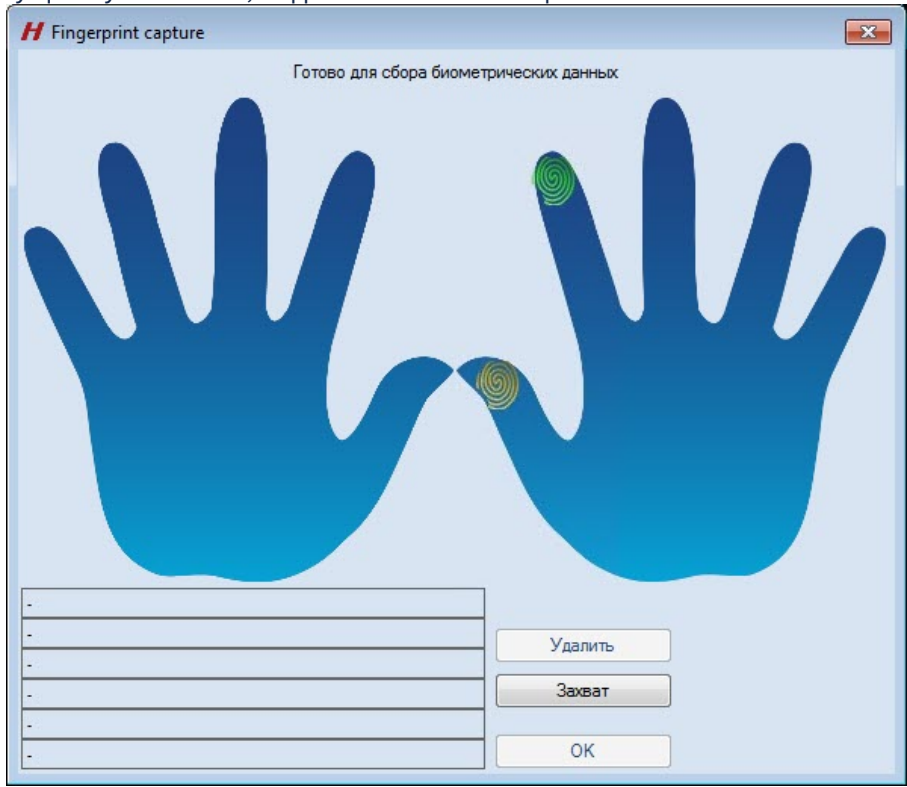 H Fingerprint capture
Готово для сбора биометрических данных
-
-
Удалить
-
-
Захват
-
-
OK